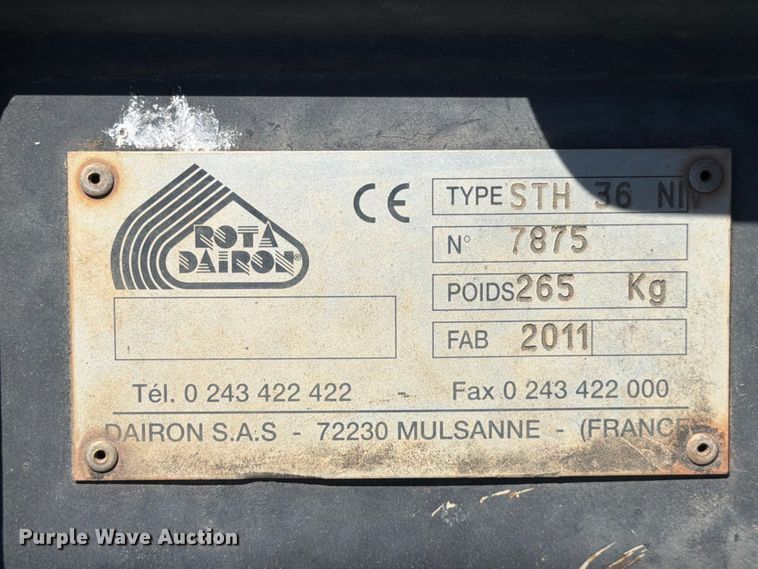 ROTA
DAIRON®
CE
TYPE STH 36 NIV
N° 7875
POIDS 265 Kg
FAB 2011
Tél. 0 243 422 422 - Fax 0 243 422 000
DAIRON S.A.S - 72230 MULSANNE - (FRANCE)
Purple Wave Auction